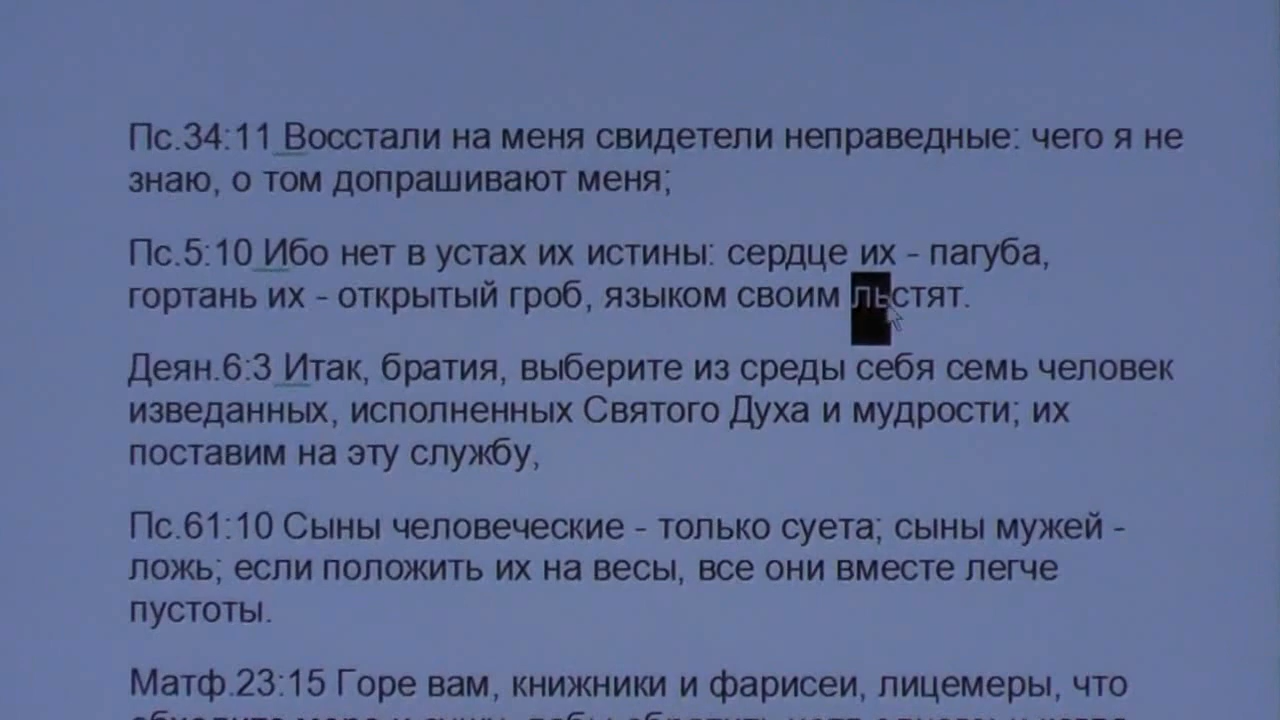 Пс.34:11 Восстали на меня свидетели неправедные: чего я не
знаю, о том допрашивают меня;
Пс.5:10 Ибо нет в устах их истины: сердце их - пагуба,
гортань их - открытый гроб, языком своим льстят.
Деян.6:3 Итак, братия, выберите из среды себя семь человек
изведанных, исполненных Святого Духа и мудрости; их
поставим на эту службу,
Пс.61:10 Сыны человеческие - только суета; сыны мужей -
ложь; если положить их на весы, все они вместе легче
пустоты.
Матф.23:15 Горе вам, книжники и фарисеи, лицемеры, что